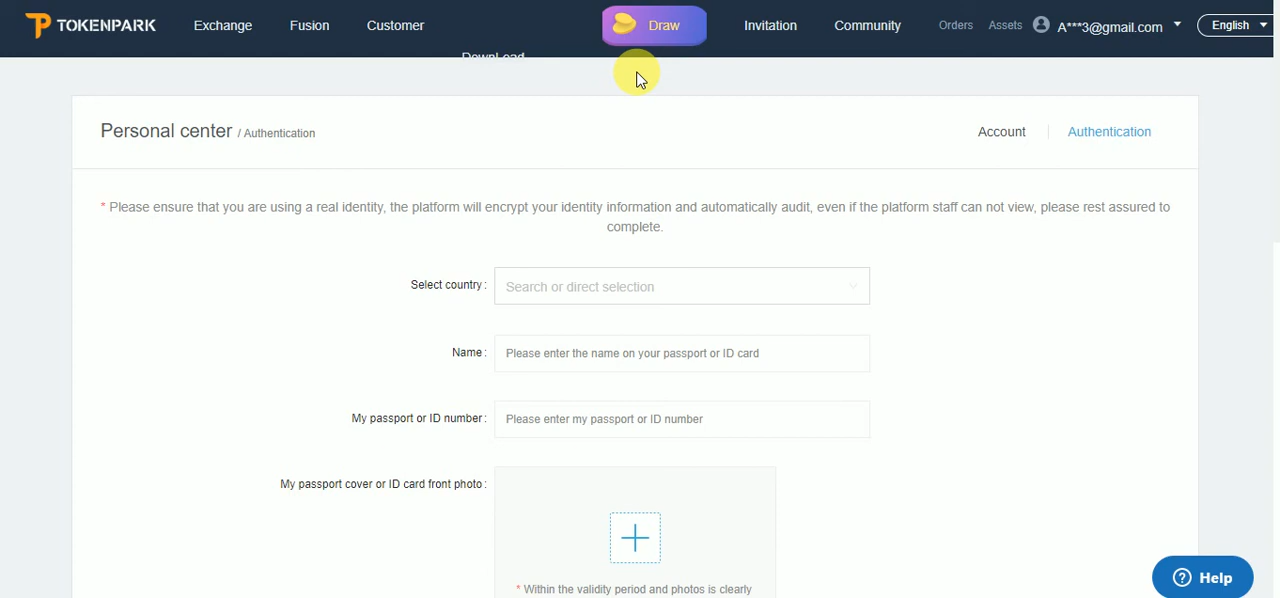 TOKENPARK
Exchange
Fusion
Customer
DownLoad
Draw
Invitation
Community
Orders
Assets
A***3@gmail.com
English
Personal center / Authentication
Account
Authentication
* Please ensure that you are using a real identity, the platform will encrypt your identity information and automatically audit, even if the platform staff can not view, please rest assured to
complete.
Select country :
Search or direct selection
Name :
Please enter the name on your passport or ID card
My passport or ID number :
Please enter my passport or ID number
My passport cover or ID card front photo :
* Within the validity period and photos is clearly
? Help